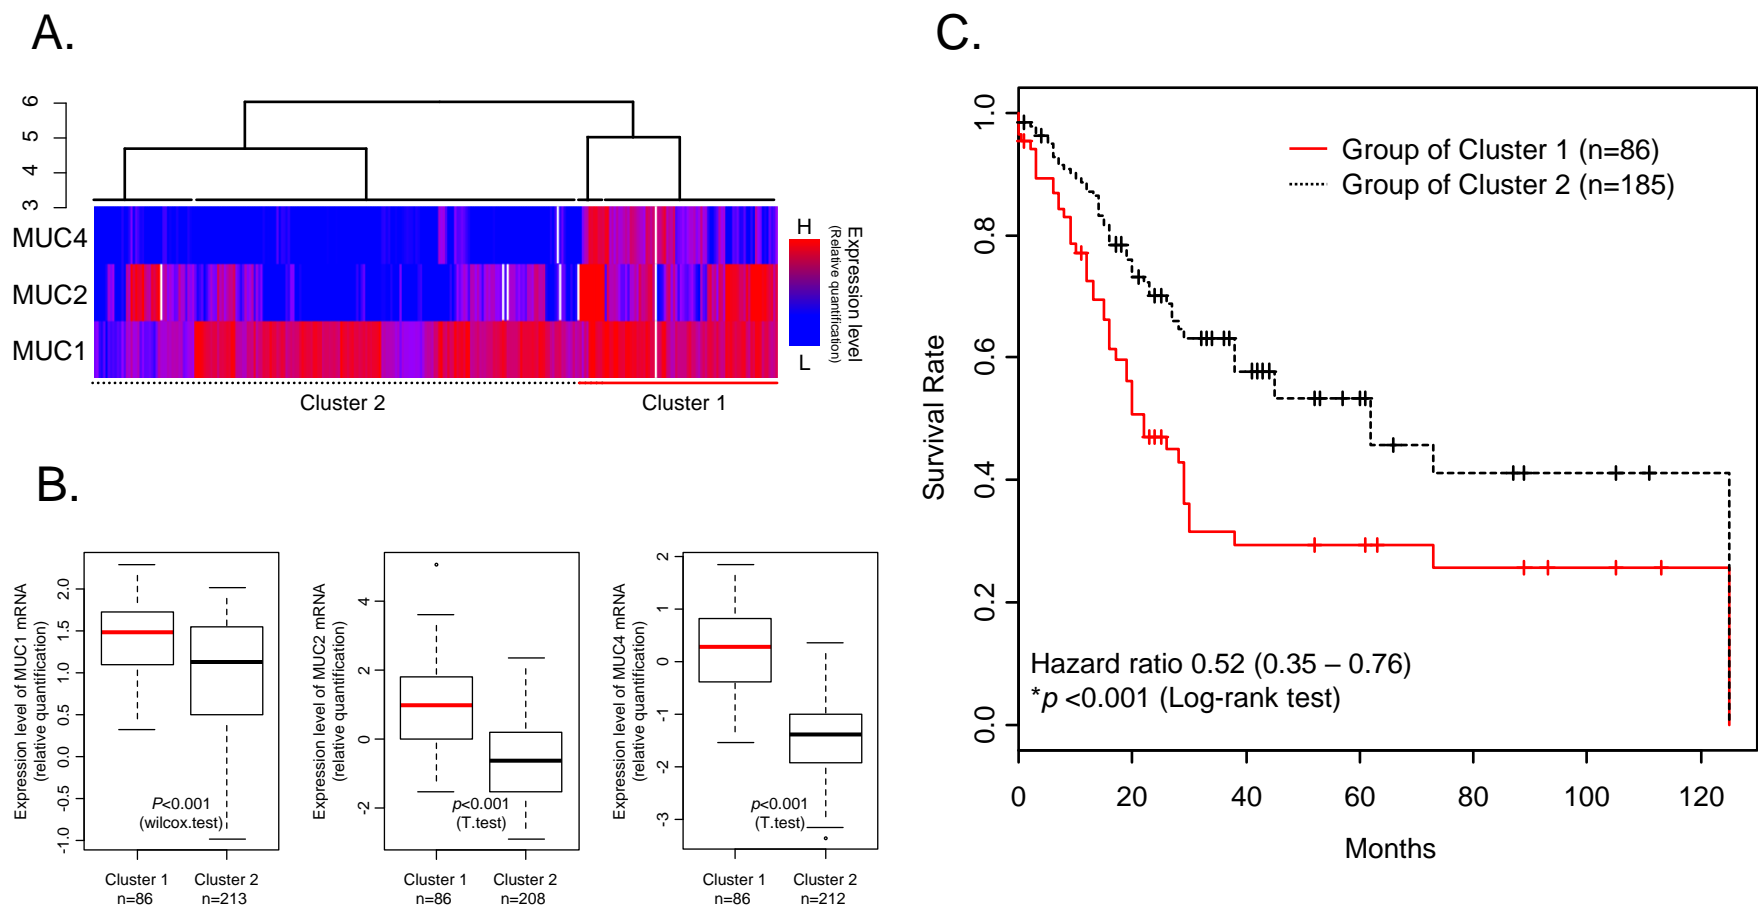 A.
6
5
4
3
MUC4
MUC2
MUC1
H
L
Expression level
(Relative quantification)
Cluster 2
Cluster 1
B.
Expression level of MUC1 mRNA
(relative quantification)
2.0
1.5
1.0
0.5
0.0
-0.5
-1.0
P<0.001
(wilcox.test)
Cluster 1
n=86
Cluster 2
n=213
Expression level of MUC2 mRNA
(relative quantification)
4
2
0
-2
p<0.001
(T.test)
Cluster 1
n=86
Cluster 2
n=208
Expression level of MUC4 mRNA
(relative quantification)
2
1
0
-1
-2
-3
p<0.001
(T.test)
Cluster 1
n=86
Cluster 2
n=212
C.
Survival Rate
1.0
0.8
0.6
0.4
0.2
0.0
Group of Cluster 1 (n=86)
Group of Cluster 2 (n=185)
Hazard ratio 0.52 (0.35 – 0.76)
*p <0.001 (Log-rank test)
0 20 40 60 80 100 120
Months